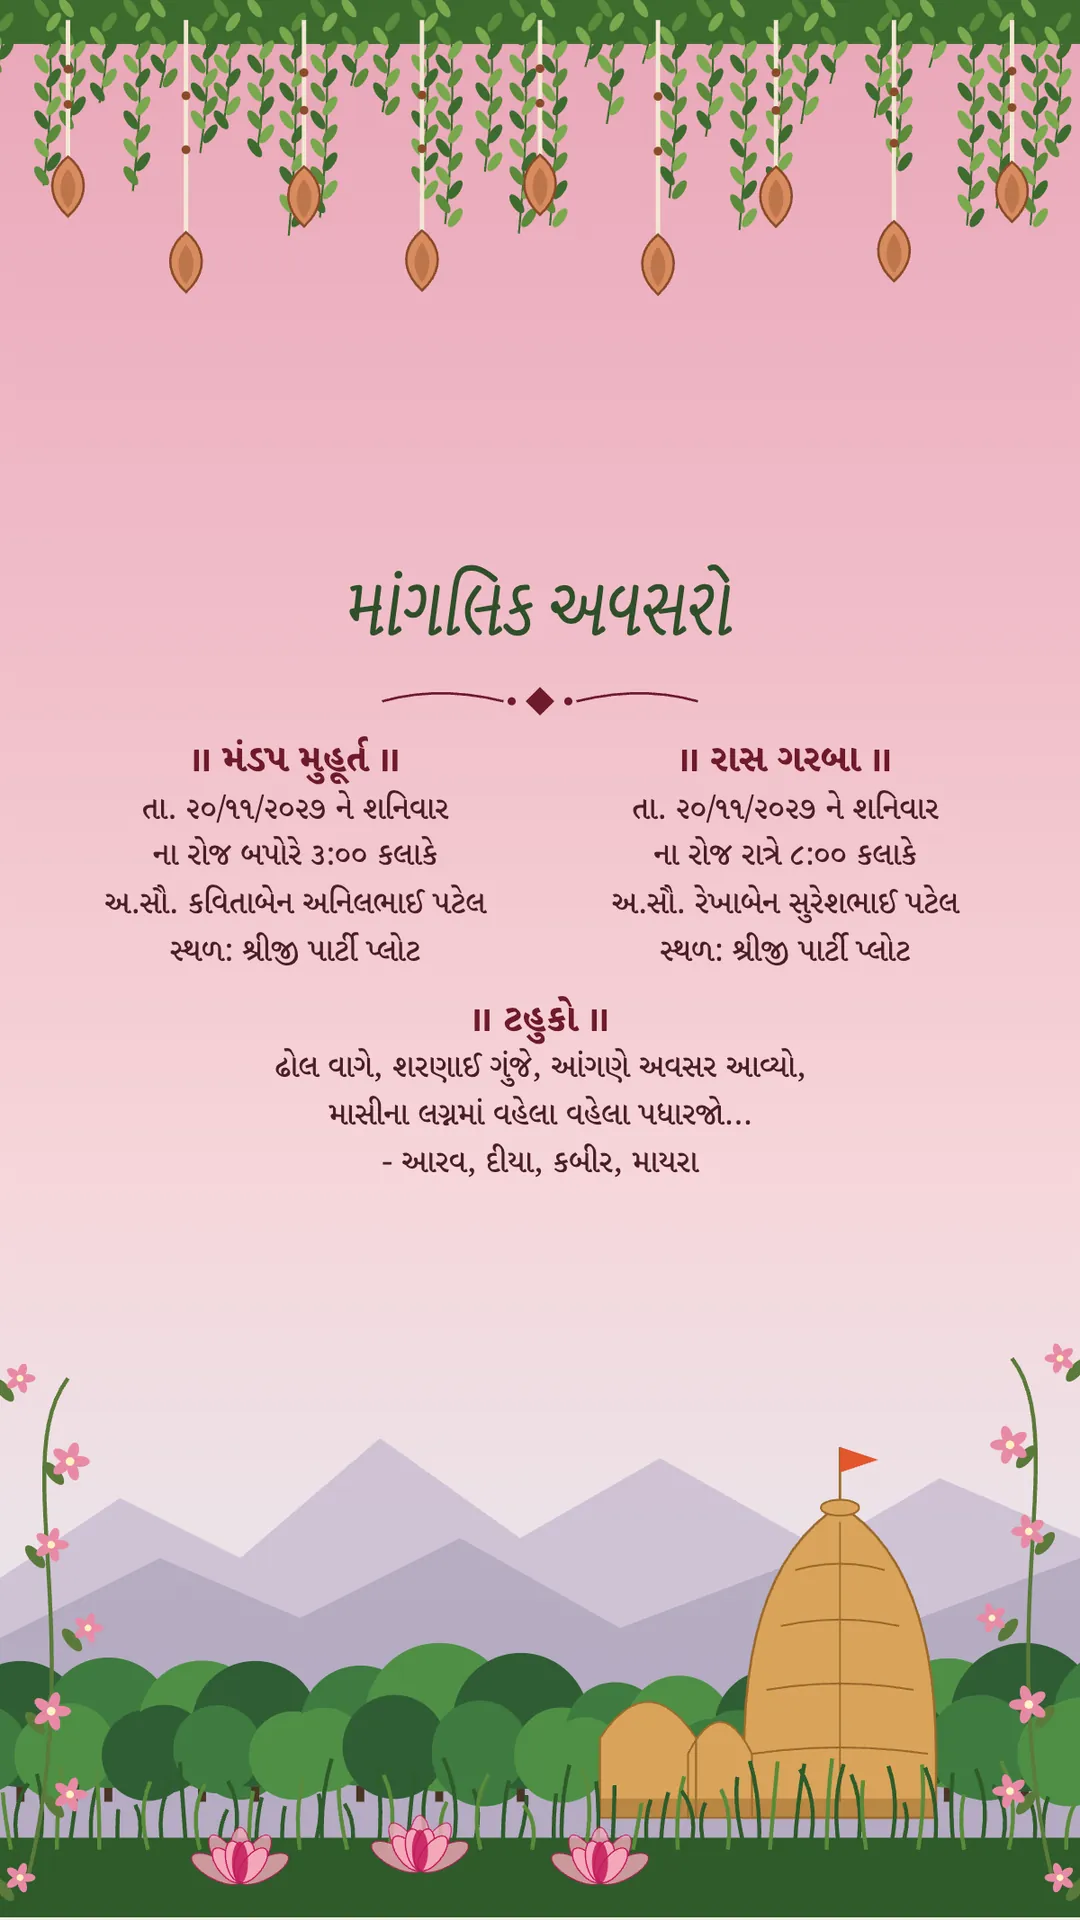 માંગલિક અવસરો
॥ મંડપ મુહૂર્ત ॥
તા. ૨૦/૧૧/૨૦૨૭ ને શનિવાર
ના રોજ બપોરે ૩:૦૦ કલાકે
અ.સૌ. કવિતાબેન અનિલભાઈ પટેલ
સ્થળ: શ્રીજી પાર્ટી પ્લોટ
॥ રાસ ગરબા ॥
તા. ૨૦/૧૧/૨૦૨૭ ને શનિવાર
ના રોજ રાત્રે ૮:૦૦ કલાકે
અ.સૌ. રેખાબેન સુરેશભાઈ પટેલ
સ્થળ: શ્રીજી પાર્ટી પ્લોટ
॥ ટહુકો ॥
ઢોલ વાગે, શરણાઈ ગુંજે, આંગણે અવસર આવ્યો,
માસીના લગ્નમાં વહેલા વહેલા પધારજો...
- આરવ, દીયા, કબીર, માયરા